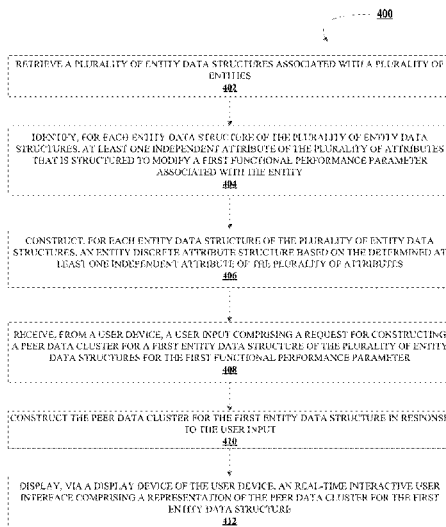 400
RETRIEVE A PLURALITY OF ENTITY DATA STRUCTURES ASSOCIATED WITH A PLURALITY OF
ENTITIES
402
IDENTIFY, FOR EACH ENTITY DATA STRUCTURE OF THE PLURALITY OF ENTITY DATA
STRUCTURES, AT LEAST ONE INDEPENDENT ATTRIBUTE OF THE PLURALITY OF ATTRIBUTES
THAT IS STRUCTURED TO MODIFY A FIRST FUNCTIONAL PERFORMANCE PARAMETER
ASSOCIATED WITH THE ENTITY
404
CONSTRUCT, FOR EACH ENTITY DATA STRUCTURE OF THE PLURALITY OF ENTITY DATA
STRUCTURES, AN ENTITY DISCRETE ATTRIBUTE STRUCTURE BASED ON THE DETERMINED AT
LEAST ONE INDEPENDENT ATTRIBUTE OF THE PLURALITY OF ATTRIBUTES
406
RECEIVE, FROM A USER DEVICE, A USER INPUT COMPRISING A REQUEST FOR CONSTRUCTING
A PEER DATA CLUSTER FOR A FIRST ENTITY DATA STRUCTURE OF THE PLURALITY OF ENTITY
DATA STRUCTURES FOR THE FIRST FUNCTIONAL PERFORMANCE PARAMETER
408
CONSTRUCT THE PEER DATA CLUSTER FOR THE FIRST ENTITY DATA STRUCTURE IN RESPONSE
TO THE USER INPUT
410
DISPLAY, VIA A DISPLAY DEVICE OF THE USER DEVICE, AN REAL-TIME INTERACTIVE USER
INTERFACE COMPRISING A REPRESENTATION OF THE PEER DATA CLUSTER FOR THE FIRST
ENTITY DATA STRUCTURE
412